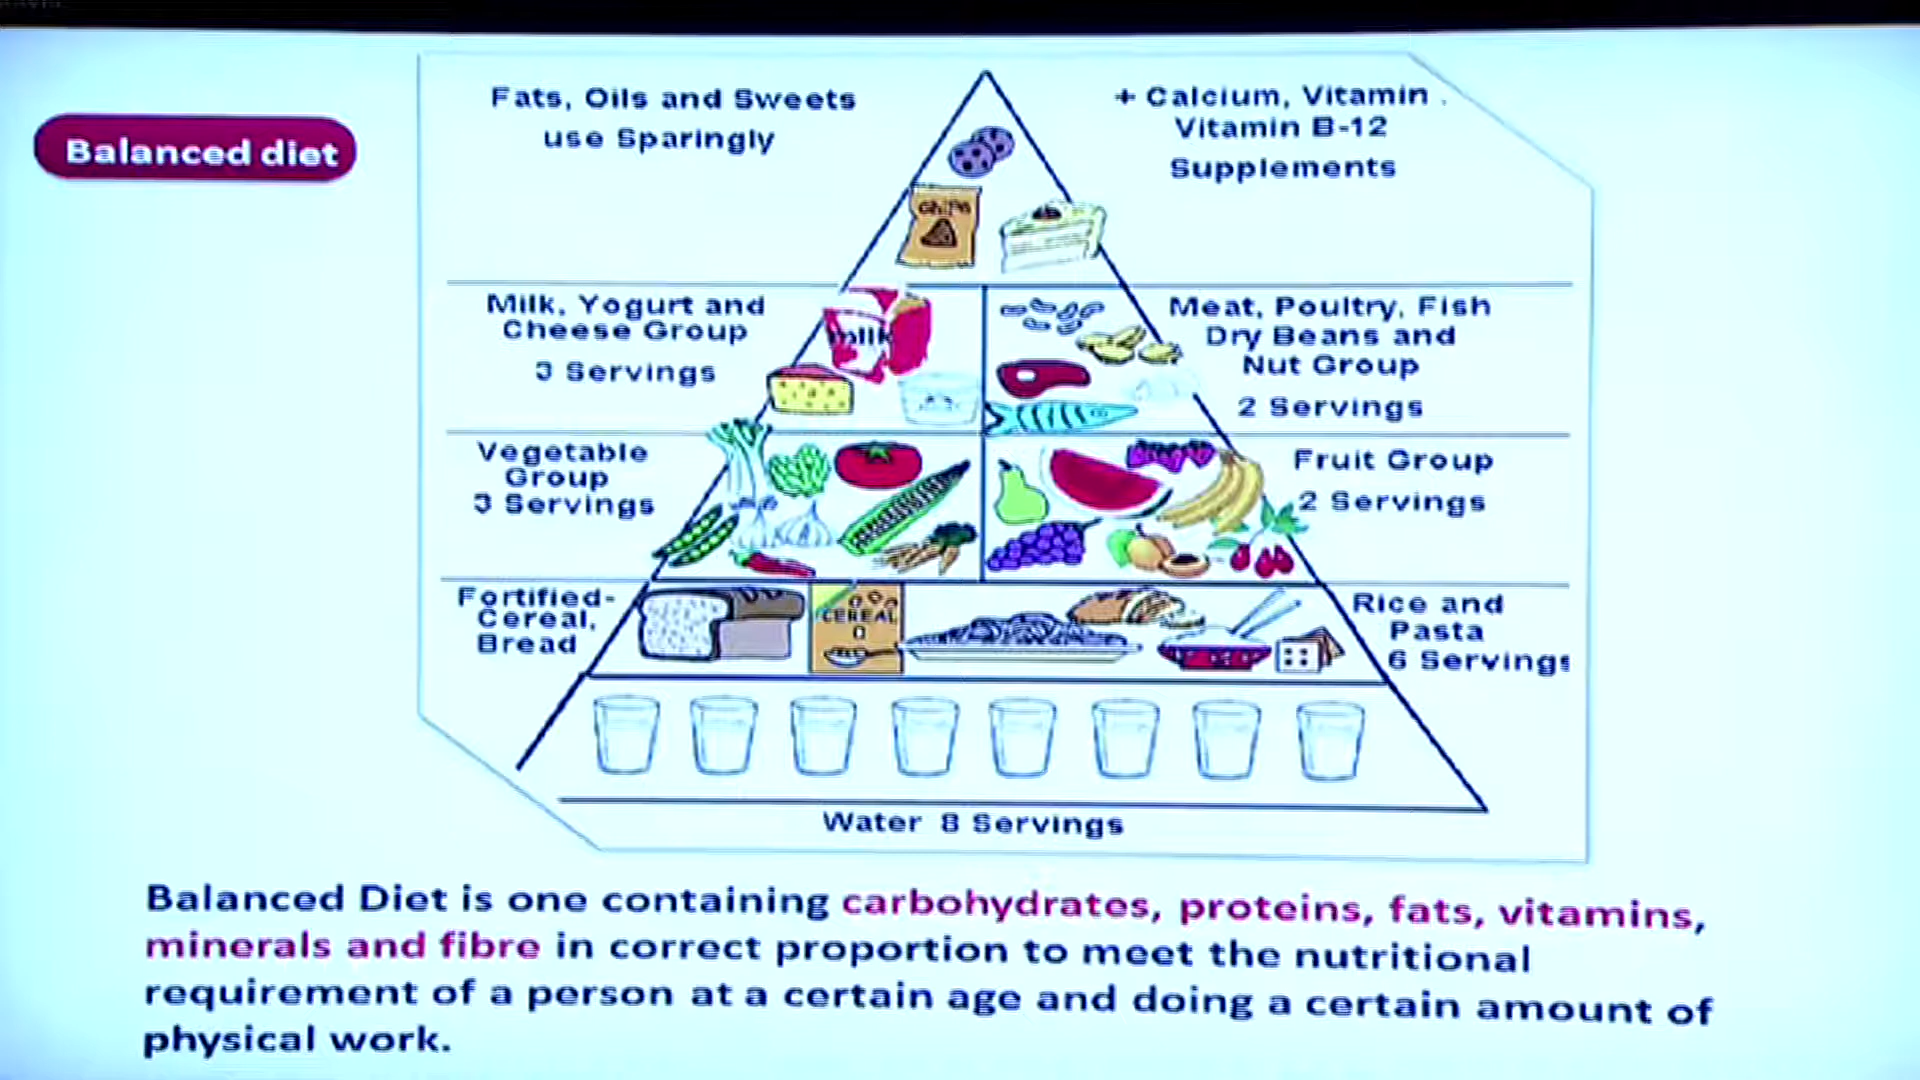 Balanced diet
Fats, Oils and Sweets
use Sparingly
+ Calcium, Vitamin
Vitamin B-12
Supplements
CHIPS
Milk, Yogurt and
Cheese Group
3 Servings
milk
Meat, Poultry, Fish
Dry Beans and
Nut Group
2 Servings
Vegetable
Group
3 Servings
Fruit Group
2 Servings
Fortified-
Cereal,
Bread
CEREAL
Rice and
Pasta
6 Servings
Water 8 Servings
Balanced Diet is one containing carbohydrates, proteins, fats, vitamins,
minerals and fibre in correct proportion to meet the nutritional
requirement of a person at a certain age and doing a certain amount of
physical work.